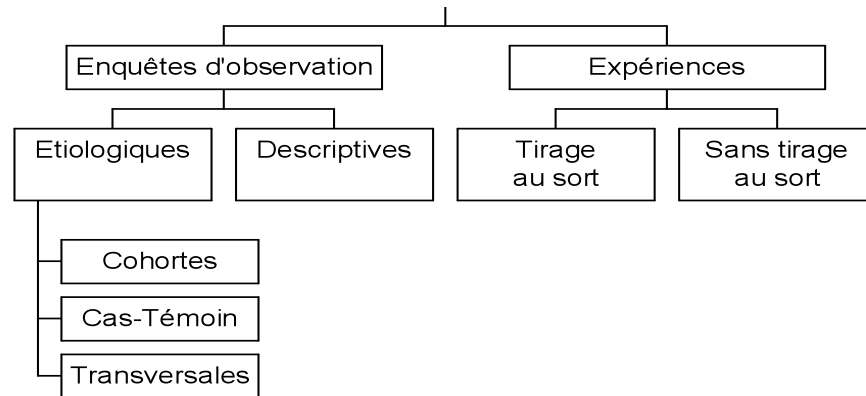 Enquêtes d'observation
Expériences
Etiologiques
Descriptives
Tirage
au sort
Sans tirage
au sort
Cohortes
Cas-Témoin
Transversales